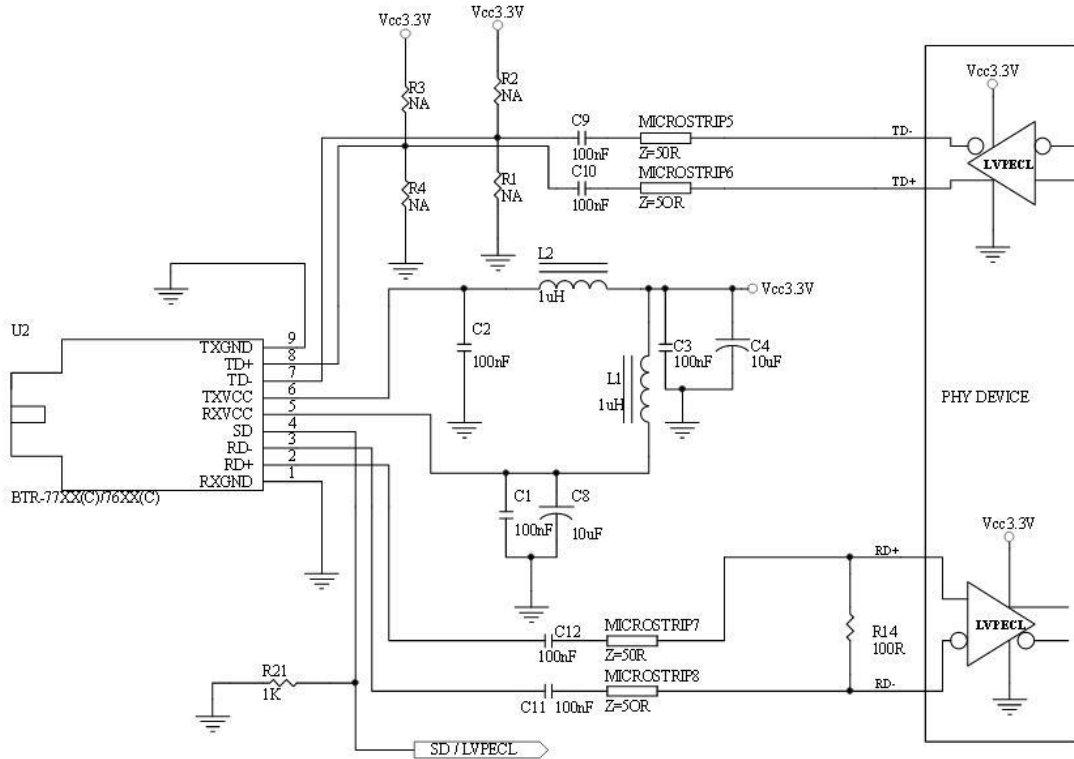 Vcc3.3V
Vcc3.3V
R3
NA
R2
NA
R4
NA
R1
NA
C9
100nF
C10
100nF
MICROSTRIP5
Z=50R
MICROSTRIP6
Z=5OR
TD-
TD+
Vcc3.3V
LVPECL
L2
1uH
Vcc3.3V
C2
100nF
C3
100nF
C4
10uF
L1
1uH
U2
TXGND 9
TD+ 8
TD- 7
TXVCC 6
RXVCC 5
SD 4
RD- 3
RD+ 2
RXGND 1
BTR-77XX(C)/76XX(C)
PHY DEVICE
C1
100nF
C8
10uF
Vcc3.3V
RD+
LVPECL
R14
100R
RD-
C12
100nF
MICROSTRIP7
Z=50R
MICROSTRIP8
Z=5OR
C11 100nF
R21
1K
SD / LVPECL